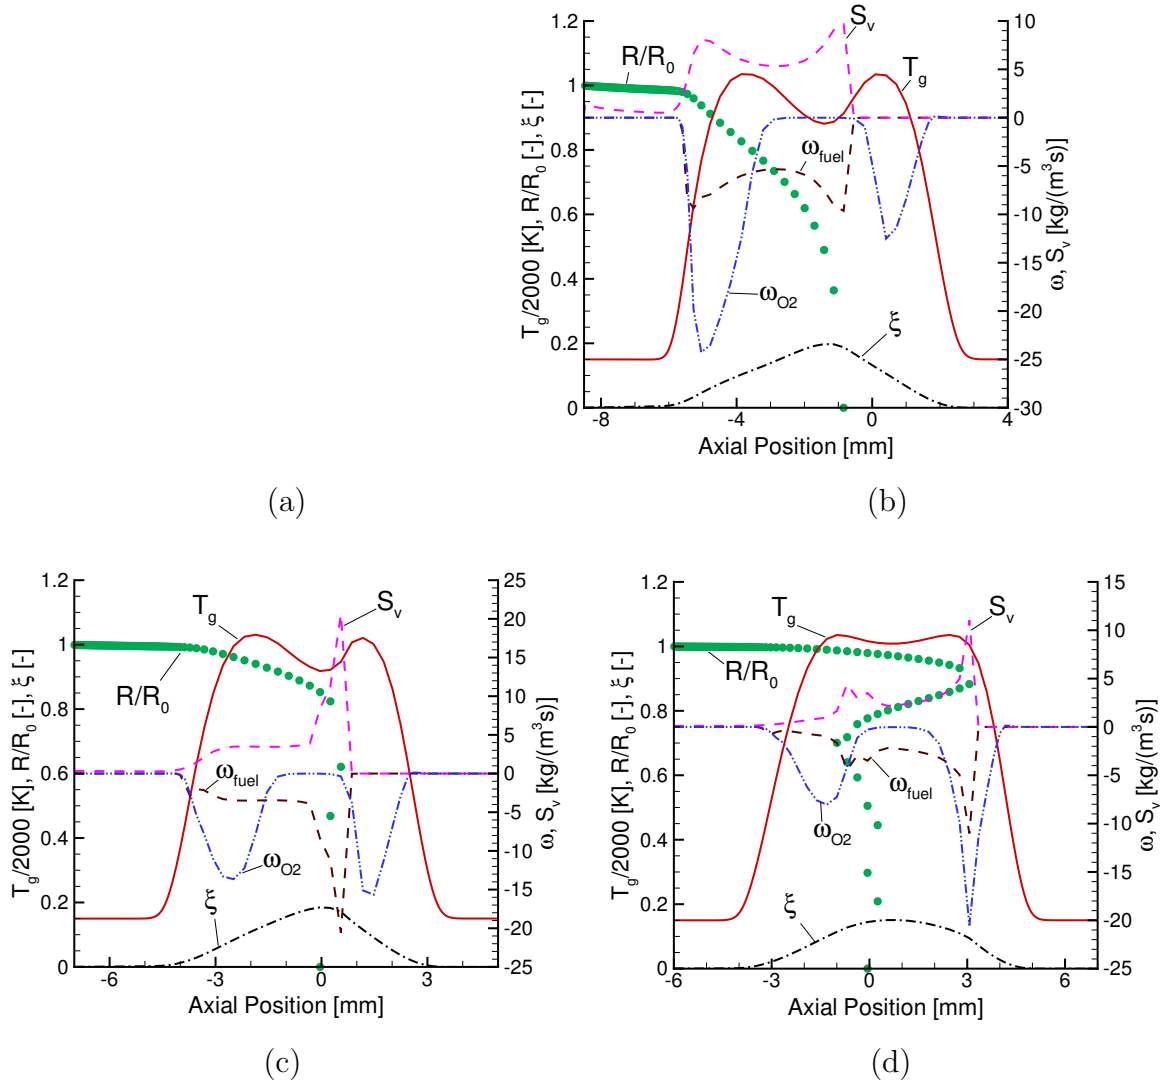 T_g/2000 [K], R/R_0 [-], ξ [-]
1.2
1
0.8
0.6
0.4
0.2
0
R/R_0
S_v
T_g
ω_fuel
ω_O2
ξ
10
5
0
-5
-10
-15
-20
-25
-30
ω, S_v [kg/(m³s)]
-8 -4 0 4
Axial Position [mm]
(a) (b)
T_g/2000 [K], R/R_0 [-], ξ [-]
1.2
1
0.8
0.6
0.4
0.2
0
T_g
S_v
R/R_0
ω_fuel
ω_O2
ξ
25
20
15
10
5
0
-5
-10
-15
-20
-25
ω, S_v [kg/(m³s)]
-6 -3 0 3
Axial Position [mm]
(c)
T_g/2000 [K], R/R_0 [-], ξ [-]
1.2
1
0.8
0.6
0.4
0.2
0
T_g
S_v
R/R_0
ω_fuel
ω_O2
ξ
15
10
5
0
-5
-10
-15
-20
-25
ω, S_v [kg/(m³s)]
-6 -3 0 3 6
Axial Position [mm]
(d)